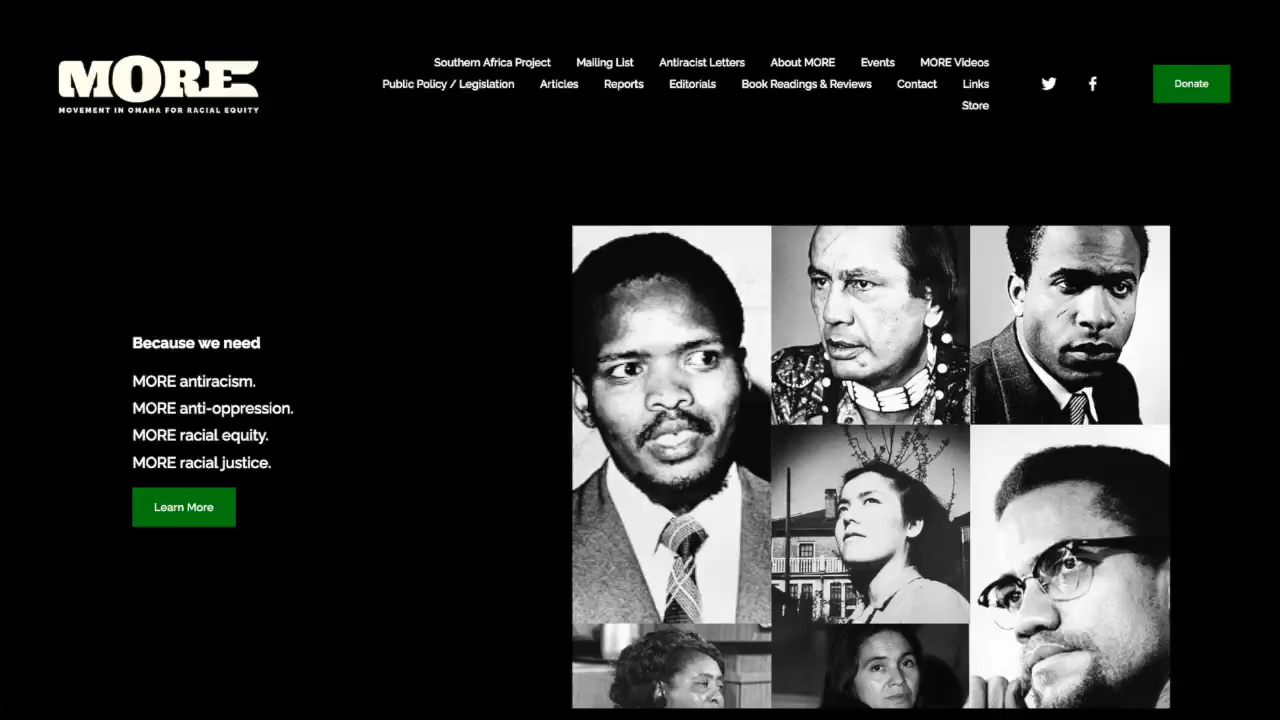 MORE
MOVEMENT IN OMAHA FOR RACIAL EQUITY
Southern Africa Project Mailing List Antiracist Letters About MORE Events MORE Videos
Public Policy / Legislation Articles Reports Editorials Book Readings & Reviews Contact Links
Store
Donate
Because we need
MORE antiracism.
MORE anti-oppression.
MORE racial equity.
MORE racial justice.
Learn More